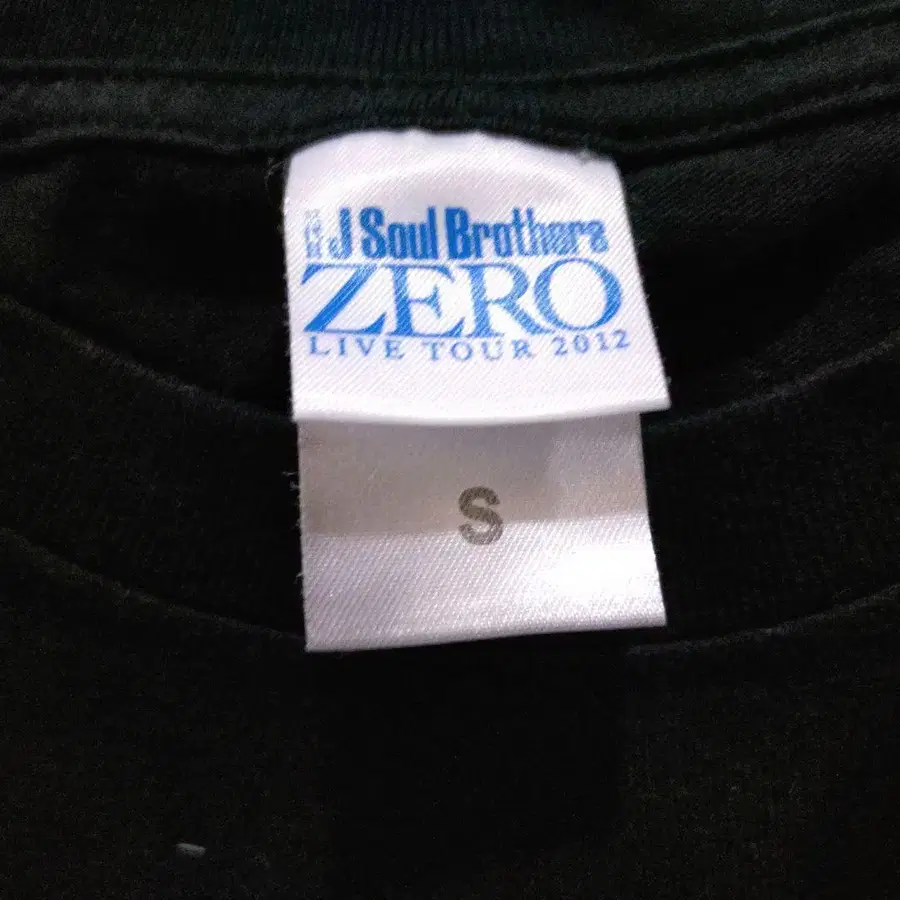 J Soul Brothers
ZERO
LIVE TOUR 2012
S